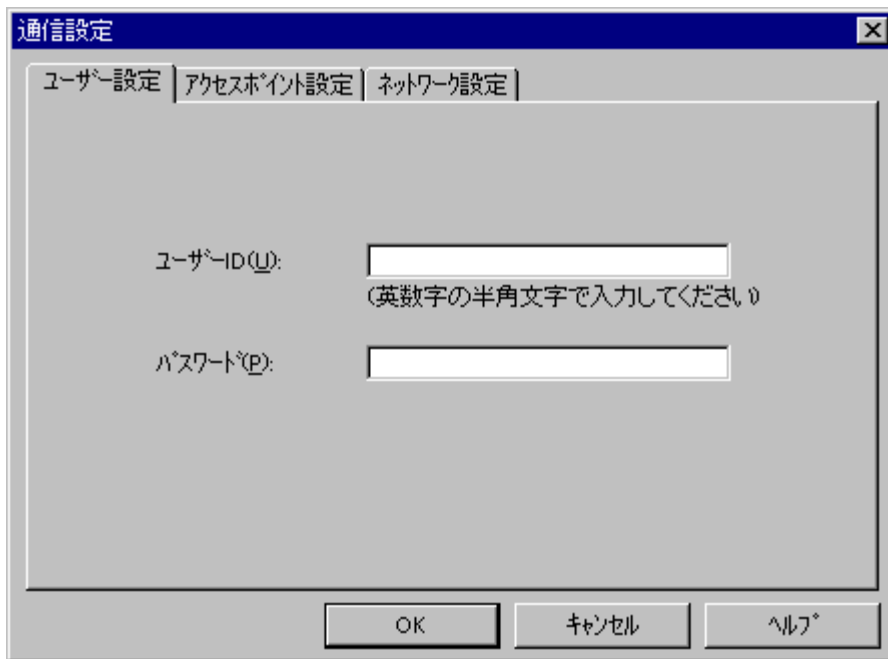 通信設定
ﾕｰｻﾞｰ設定 ｱｸｾｽﾎﾟｲﾝﾄ設定 ﾈｯﾄﾜｰｸ設定
ﾕｰｻﾞｰID(U):
(英数字の半角文字で入力してください)
ﾊﾟｽﾜｰﾄﾞ(P):
OK ｷｬﾝｾﾙ ﾍﾙﾌﾟ